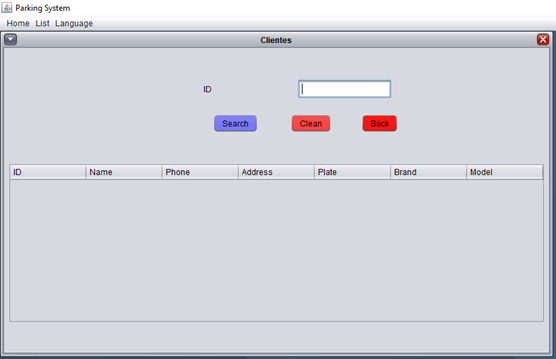 Parking System
Home List Language
Clientes
ID
Search Clean Back
ID Name Phone Address Plate Brand Model